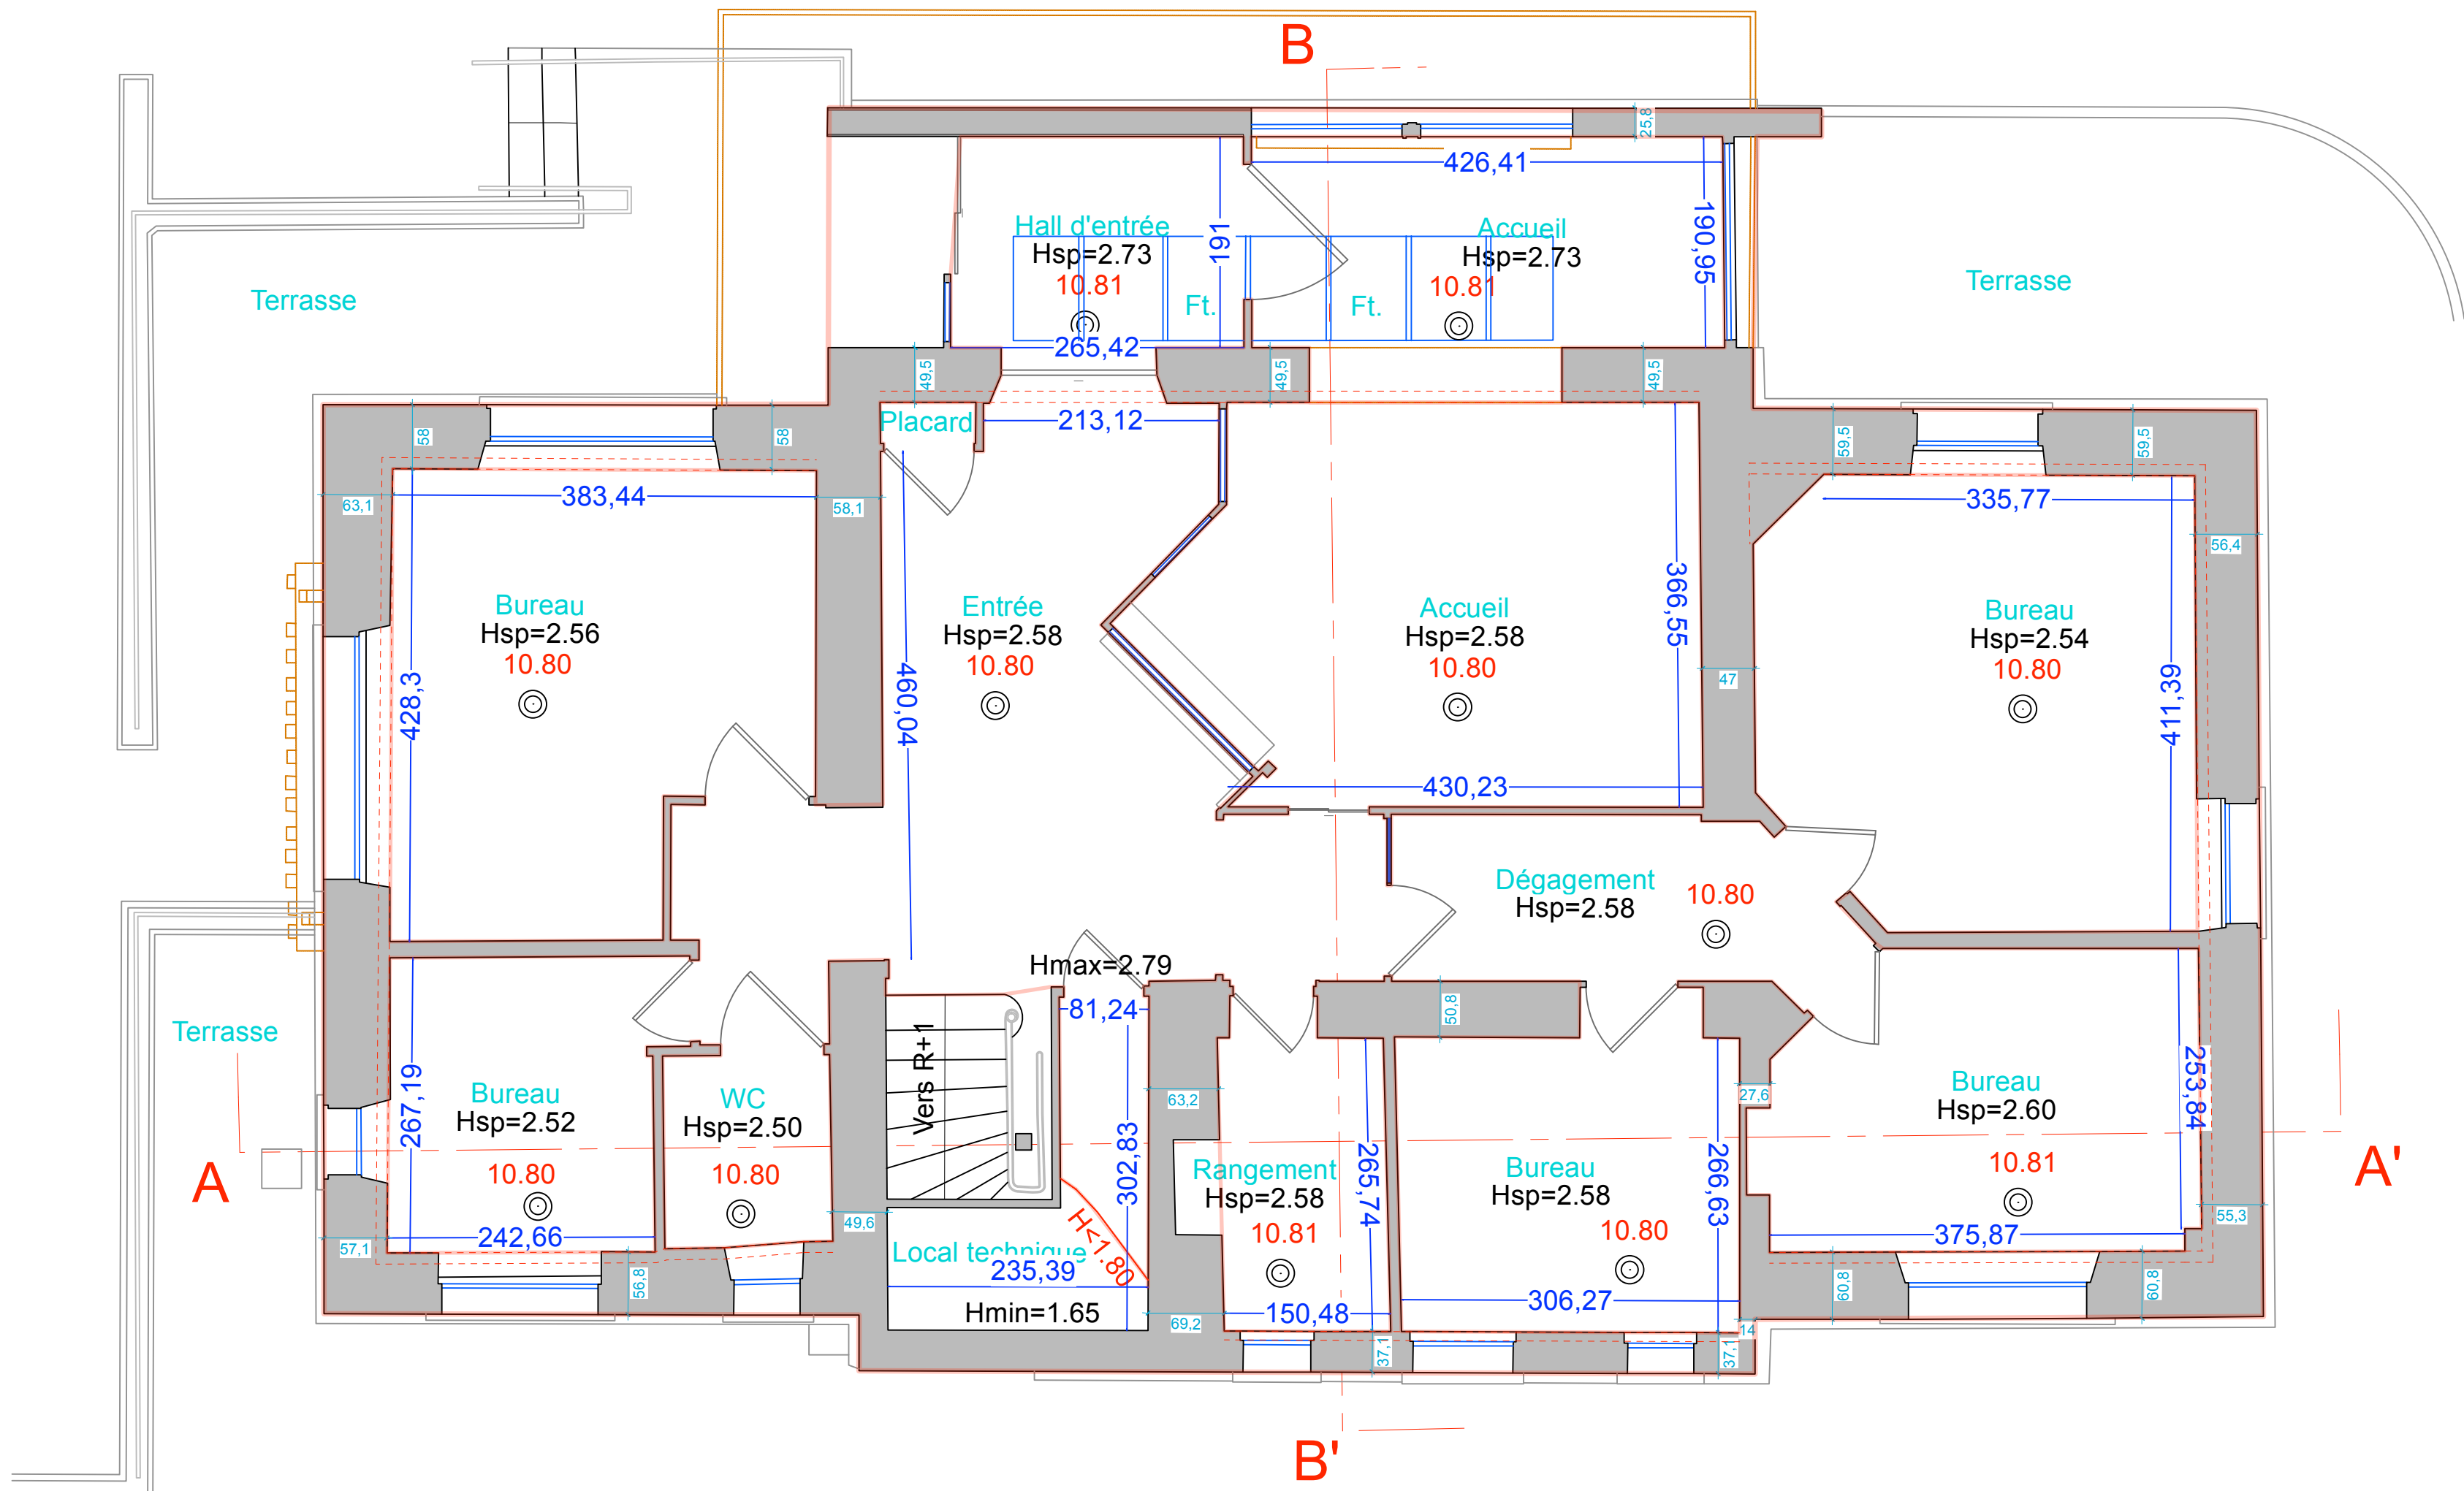 B
25,8
426,41
Hall d'entrée
Hsp=2.73
10.81
191
Accueil
Hsp=2.73
10.81
190,95
Ft.
Ft.
Terrasse
Terrasse
265,42
49,5
49,5
49,5
Placard
213,12
58
58
59,5
59,5
63,1
383,44
58,1
335,77
56,4
Bureau
Hsp=2.56
10.80
428,3
Entrée
Hsp=2.58
10.80
460,04
Accueil
Hsp=2.58
10.80
366,55
47
Bureau
Hsp=2.54
10.80
411,39
430,23
Dégagement
Hsp=2.58
10.80
Hmax=2.79
81,24
50,8
Terrasse
Vers R+1
267,19
Bureau
Hsp=2.52
10.80
WC
Hsp=2.50
10.80
63,2
302,83
Rangement
Hsp=2.58
10.81
265,74
Bureau
Hsp=2.58
10.80
266,63
27,6
Bureau
Hsp=2.60
10.81
253,84
A
A'
57,1
242,66
56,8
49,6
Local technique
235,39
H<1.80
Hmin=1.65
69,2
150,48
37,1
306,27
14
37,1
375,87
55,3
60,8
60,8
B'